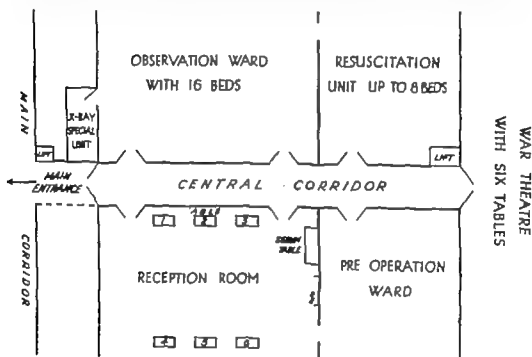 OBSERVATION WARD
WITH 16 BEDS
RESUSCITATION
UNIT UP TO 8 BEDS
MAIN
X-RAY
SPECIAL
UNIT
LIFT
LIFT
WAR THEATRE
WITH SIX TABLES
MAIN
ENTRANCE
CENTRAL CORRIDOR
1
2
3
TABLE
CORRIDOR
RECEPTION ROOM
PRE OPERATION
WARD
4
5
6